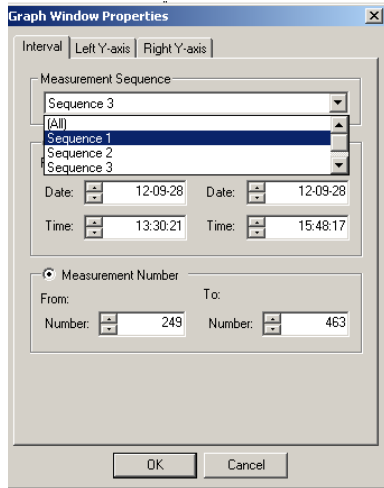 Graph Window Properties
Interval Left Y-axis Right Y-axis
Measurement Sequence
Sequence 3
(All)
Sequence 1
Sequence 2
Sequence 3
Date: 12-09-28 Date: 12-09-28
Time: 13:30:21 Time: 15:48:17
Measurement Number
From: To:
Number: 249 Number: 463
OK Cancel